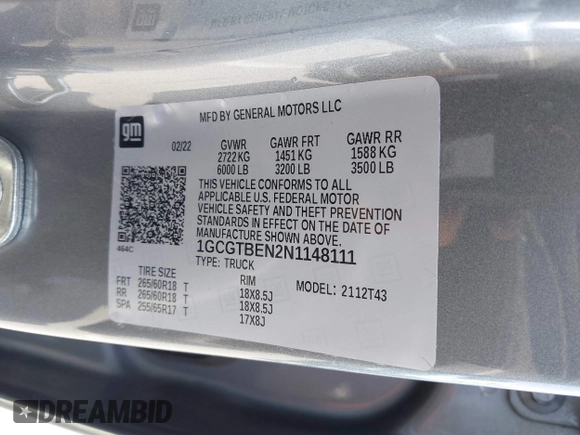 MFD BY GENERAL MOTORS LLC
gm
02/22
GVWR GAWR FRT GAWR RR
2722 KG 1451 KG 1588 KG
6000 LB 3200 LB 3500 LB
THIS VEHICLE CONFORMS TO ALL
APPLICABLE U.S. FEDERAL MOTOR
VEHICLE SAFETY AND THEFT PREVENTION
STANDARDS IN EFFECT ON THE DATE OF
MANUFACTURE SHOWN ABOVE.
464C
1GCGTBEN2N1148111
TYPE: TRUCK
TIRE SIZE RIM MODEL: 2112T43
FRT 265/60R18 T 18X8.5J
RR 265/60R18 T 18X8.5J
SPA 255/65R17 T 17X8J
DREAMBID